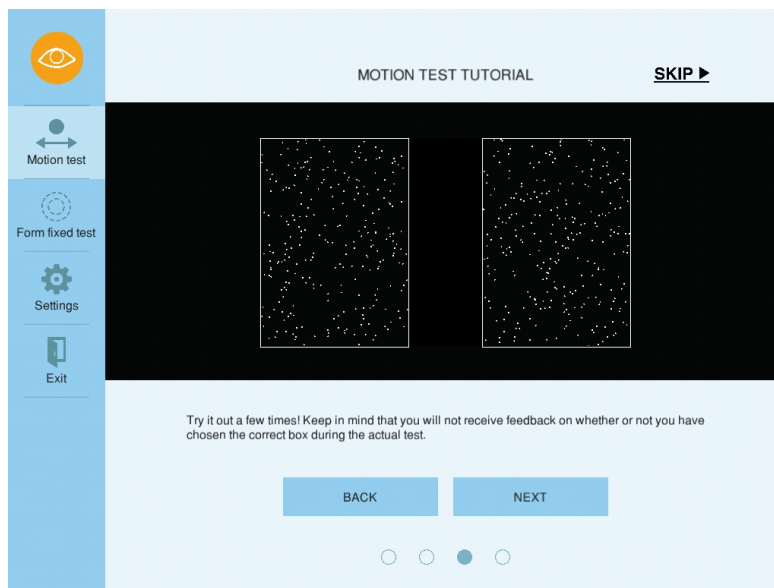 MOTION TEST TUTORIAL
SKIP
Motion test
Form fixed test
Settings
Exit
Try it out a few times! Keep in mind that you will not receive feedback on whether or not you have
chosen the correct box during the actual test.
BACK
NEXT